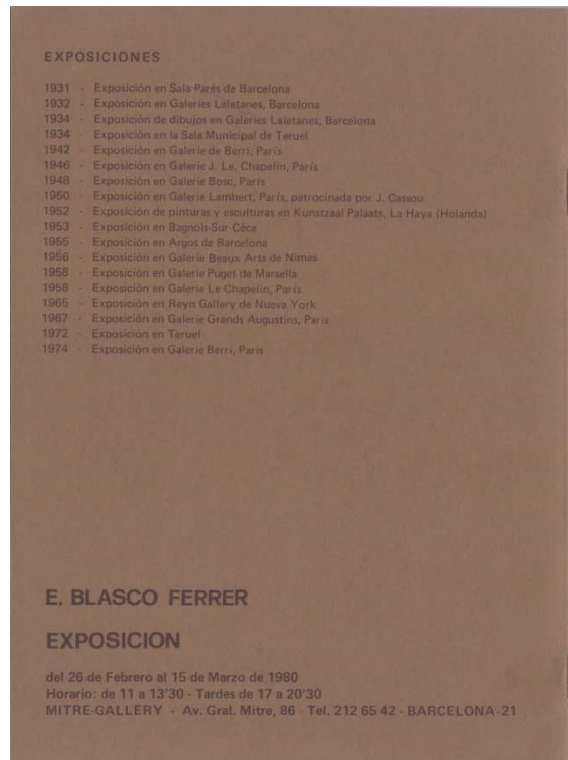 EXPOSICIONES
1931 - Exposición en Sala Parés de Barcelona
1932 - Exposición en Galeries Laietanes, Barcelona
1934 - Exposición de dibujos en Galeries Laietanes, Barcelona
1934 - Exposición en la Sala Municipal de Teruel
1942 - Exposición en Galerie de Berri, París
1946 - Exposición en Galerie J. Le. Chapelin, París
1948 - Exposición en Galerie Bosc, París
1950 - Exposición en Galerie Lambert, París, patrocinada por J. Cassou
1952 - Exposición de pinturas y esculturas en Kunstzaal Palaats, La Haya (Holanda)
1953 - Exposición en Bagnols-Sur-Cèce
1955 - Exposición en Argos de Barcelona
1956 - Exposición en Galerie Beaux Arts de Nimes
1958 - Exposición en Galerie Puget de Marsella
1958 - Exposición en Galerie Le Chapelin, París
1965 - Exposición en Reyn Gallery de Nueva York
1967 - Exposición en Galerie Grands Augustins, París
1972 - Exposición en Teruel
1974 - Exposición en Galerie Berri, París
E. BLASCO FERRER
EXPOSICION
del 26 de Febrero al 15 de Marzo de 1980
Horario: de 11 a 13'30 - Tardes de 17 a 20'30
MITRE-GALLERY - Av. Gral. Mitre, 86 - Tel. 212 65 42 - BARCELONA-21